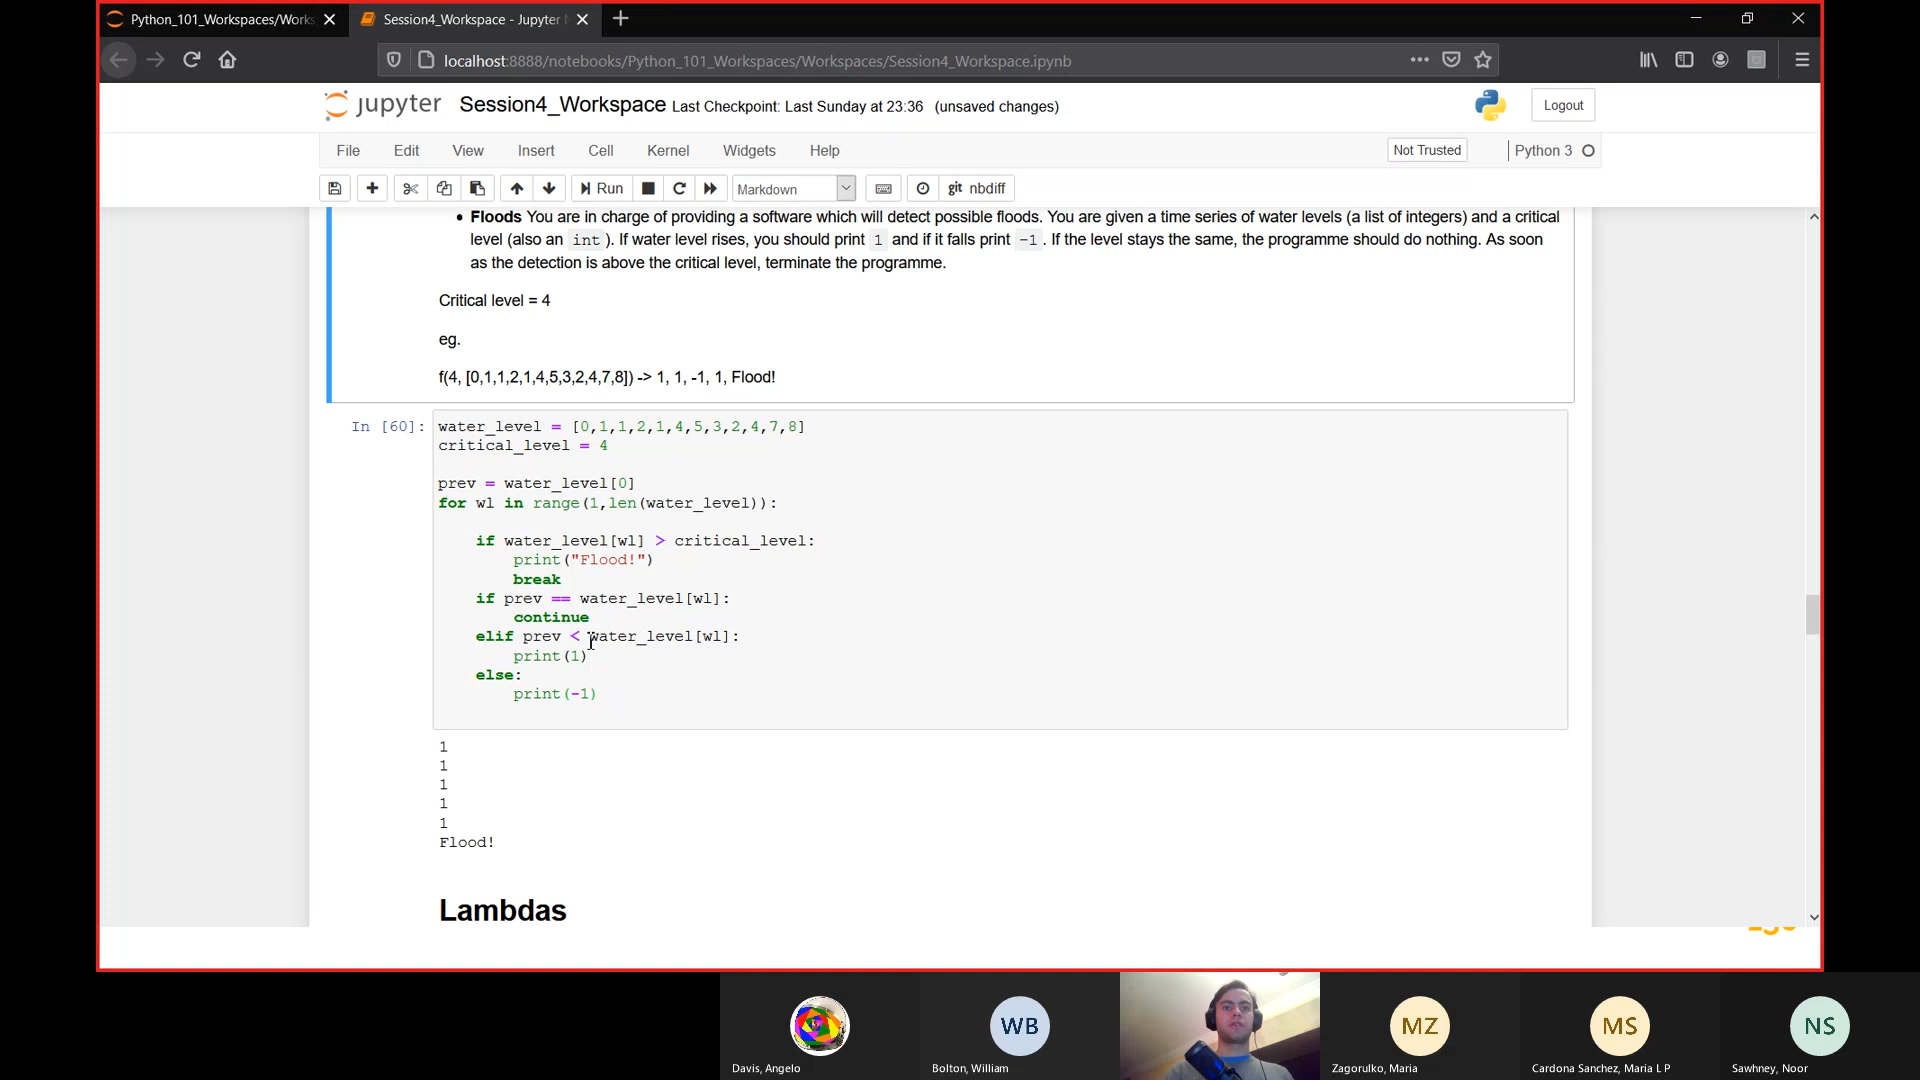 Python_101_Workspaces/Works
Session4_Workspace - Jupyter
localhost:8888/notebooks/Python_101_Workspaces/Workspaces/Session4_Workspace.ipynb
jupyter Session4_Workspace Last Checkpoint: Last Sunday at 23:36 (unsaved changes)
Logout
File Edit View Insert Cell Kernel Widgets Help
Not Trusted
Python 3
Run
Markdown
git nbdiff
• Floods You are in charge of providing a software which will detect possible floods. You are given a time series of water levels (a list of integers) and a critical
level (also an int ). If water level rises, you should print 1 and if it falls print -1 . If the level stays the same, the programme should do nothing. As soon
as the detection is above the critical level, terminate the programme.
Critical level = 4
eg.
f(4, [0,1,1,2,1,4,5,3,2,4,7,8]) -> 1, 1, -1, 1, Flood!
In [60]: water_level = [0,1,1,2,1,4,5,3,2,4,7,8]
critical_level = 4
prev = water_level[0]
for wl in range(1,len(water_level)):
if water_level[wl] > critical_level:
print("Flood!")
break
if prev == water_level[wl]:
continue
elif prev < water_level[wl]:
print(1)
else:
print(-1)
1
1
1
1
1
Flood!
Lambdas
WB
MZ
MS
NS
Davis, Angelo
Bolton, William
Zagorulko, Maria
Cardona Sanchez, Maria L P
Sawhney, Noor